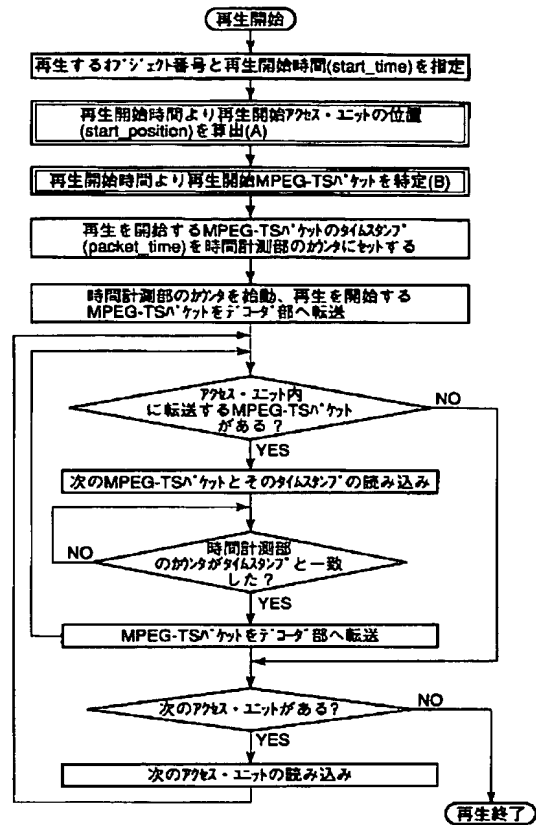 再生開始
再生するオブジェクト番号と再生開始時間(start_time)を指定
再生開始時間より再生開始アクセス・ユニットの位置
(start_position)を算出(A)
再生開始時間より再生開始MPEG-TSパケットを特定(B)
再生を開始するMPEG-TSパケットのタイムスタンプ
(packet_time)を時間計測部のカウンタにセットする
時間計測部のカウンタを始動、再生を開始する
MPEG-TSパケットをデコーダ部へ転送
アクセス・ユニット内
に転送するMPEG-TSパケット
がある?
NO
YES
次のMPEG-TSパケットとそのタイムスタンプの読み込み
時間計測部
のカウンタがタイムスタンプと一致
した?
NO
YES
MPEG-TSパケットをデコーダ部へ転送
次のアクセス・ユニットがある?
NO
YES
次のアクセス・ユニットの読み込み
再生終了